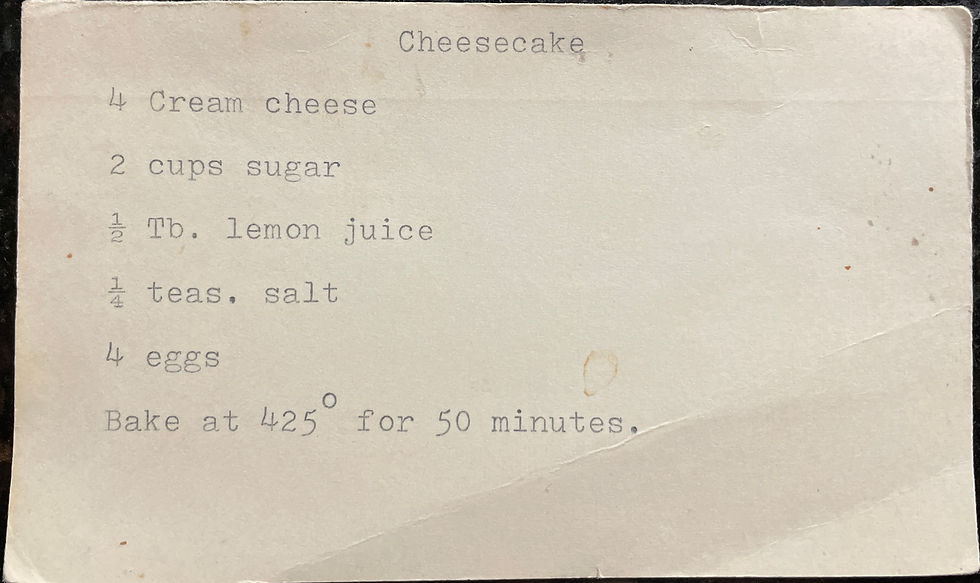 Cheesecake
4 Cream cheese
2 cups sugar
½ Tb. lemon juice
¼ teas. salt
4 eggs
Bake at 425° for 50 minutes.